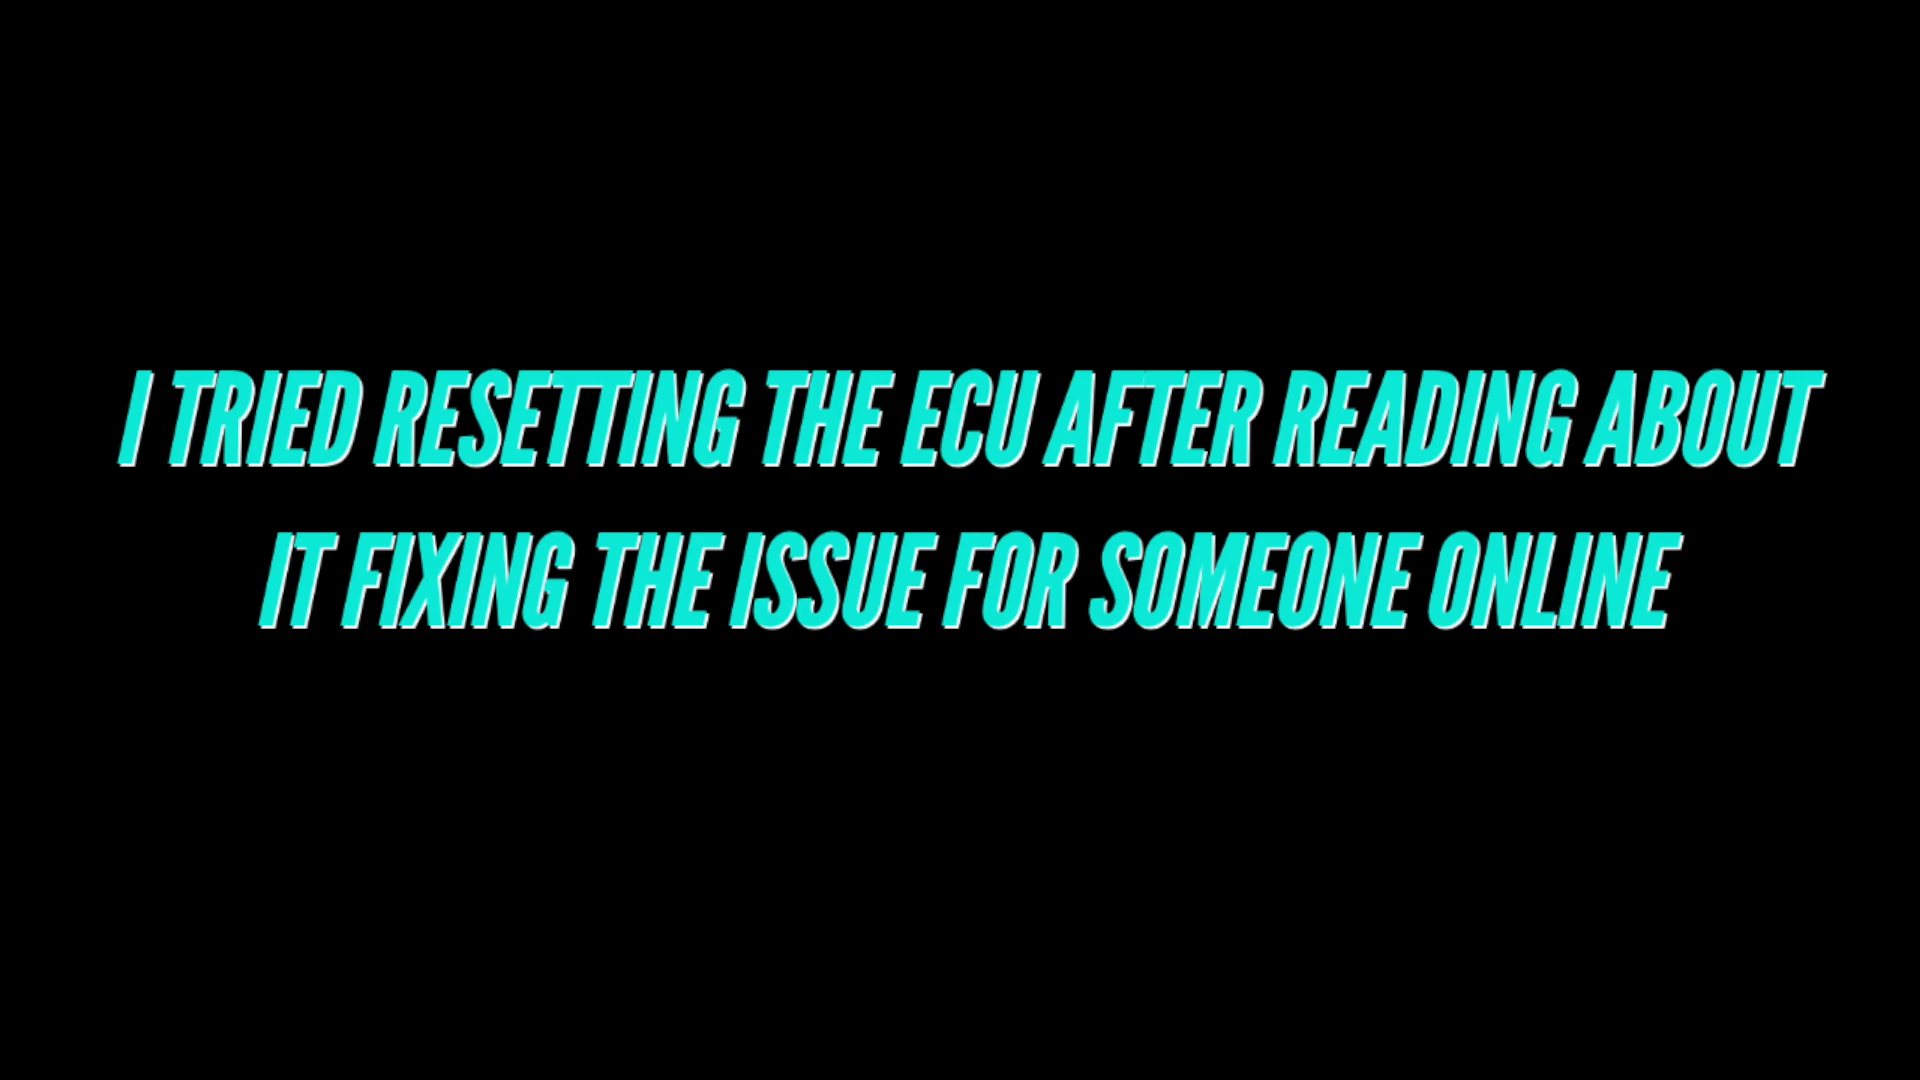 I TRIED RESETTING THE ECU AFTER READING ABOUT
IT FIXING THE ISSUE FOR SOMEONE ONLINE